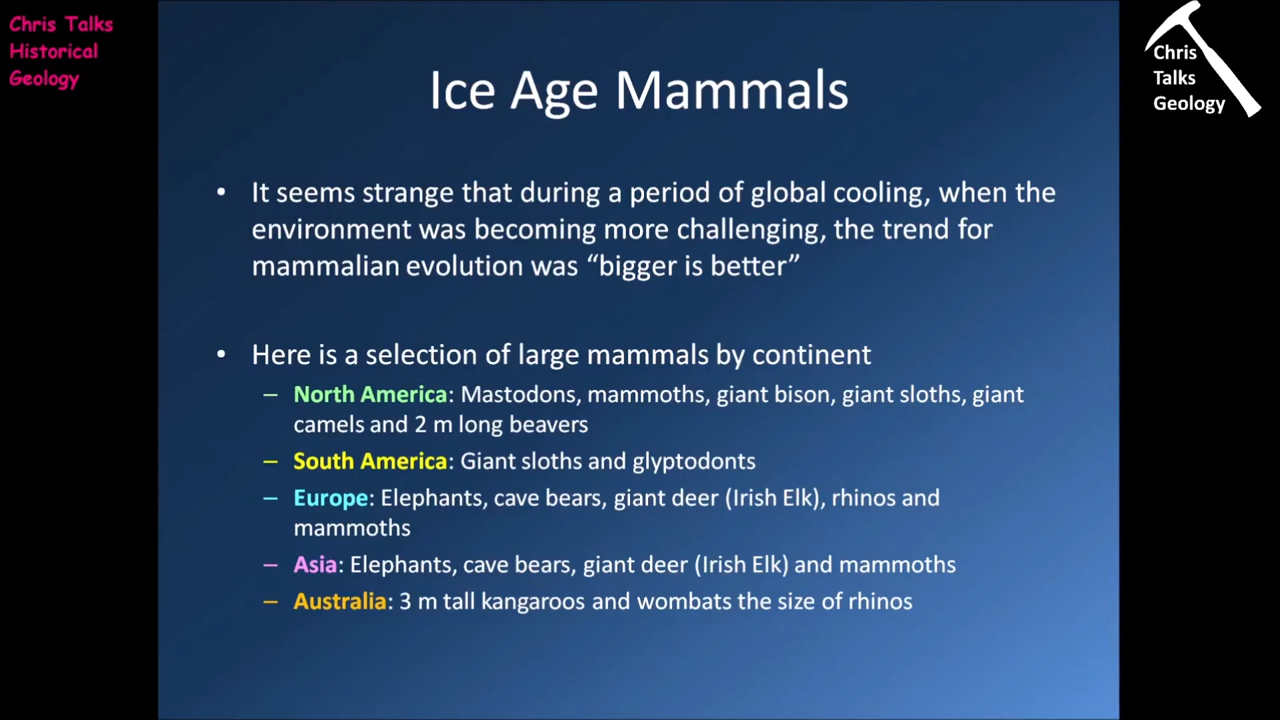 Chris Talks
Historical
Geology
Chris
Talks
Geology
Ice Age Mammals
• It seems strange that during a period of global cooling, when the
environment was becoming more challenging, the trend for
mammalian evolution was “bigger is better”
• Here is a selection of large mammals by continent
– North America: Mastodons, mammoths, giant bison, giant sloths, giant
camels and 2 m long beavers
– South America: Giant sloths and glyptodonts
– Europe: Elephants, cave bears, giant deer (Irish Elk), rhinos and
mammoths
– Asia: Elephants, cave bears, giant deer (Irish Elk) and mammoths
– Australia: 3 m tall kangaroos and wombats the size of rhinos